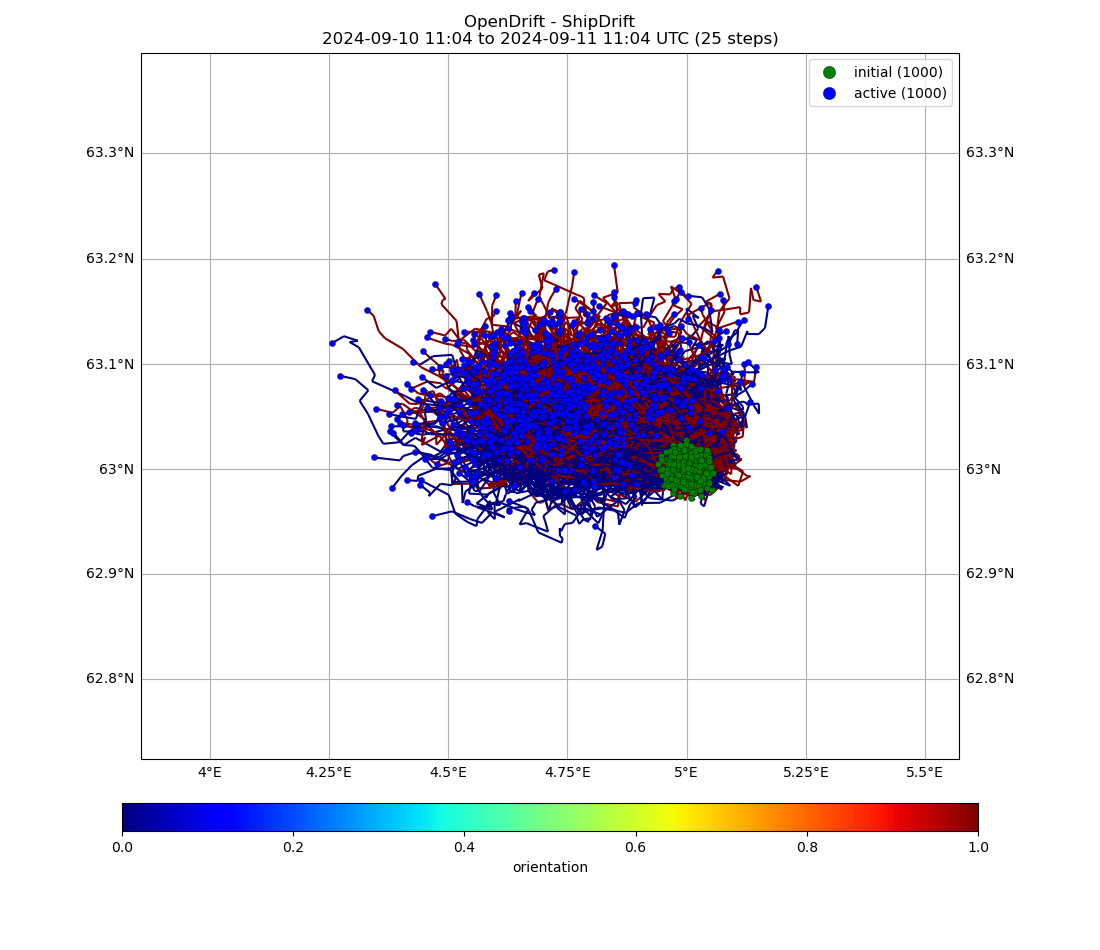 OpenDrift - ShipDrift
2024-09-10 11:04 to 2024-09-11 11:04 UTC (25 steps)
initial (1000)
active (1000)
63.3°N 63.3°N
63.2°N 63.2°N
63.1°N 63.1°N
63°N 63°N
62.9°N 62.9°N
62.8°N 62.8°N
4°E 4.25°E 4.5°E 4.75°E 5°E 5.25°E 5.5°E
0.0 0.2 0.4 0.6 0.8 1.0
orientation